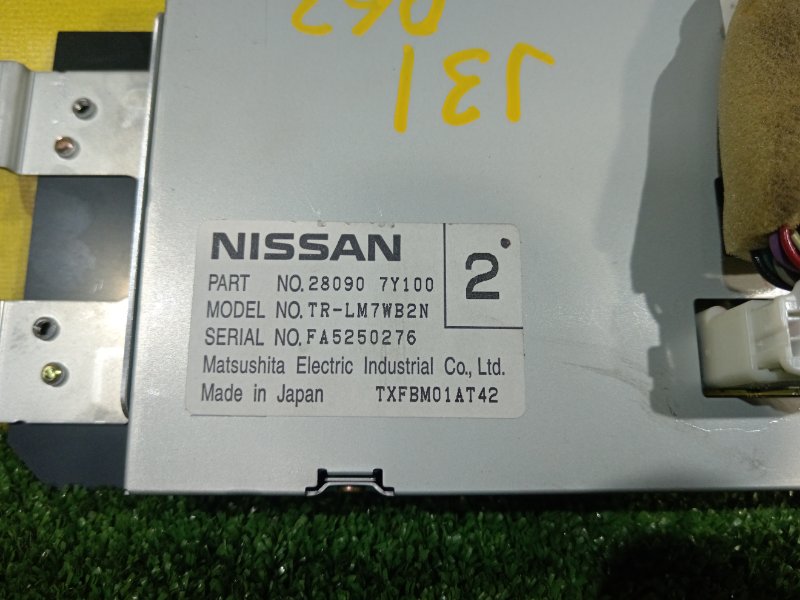 J31
NISSAN
2
PART NO. 28090 7Y100
MODEL NO. TR-LM7WB2N
SERIAL NO. FA5250276
Matsushita Electric Industrial Co., Ltd.
Made in Japan TXFBM01AT42